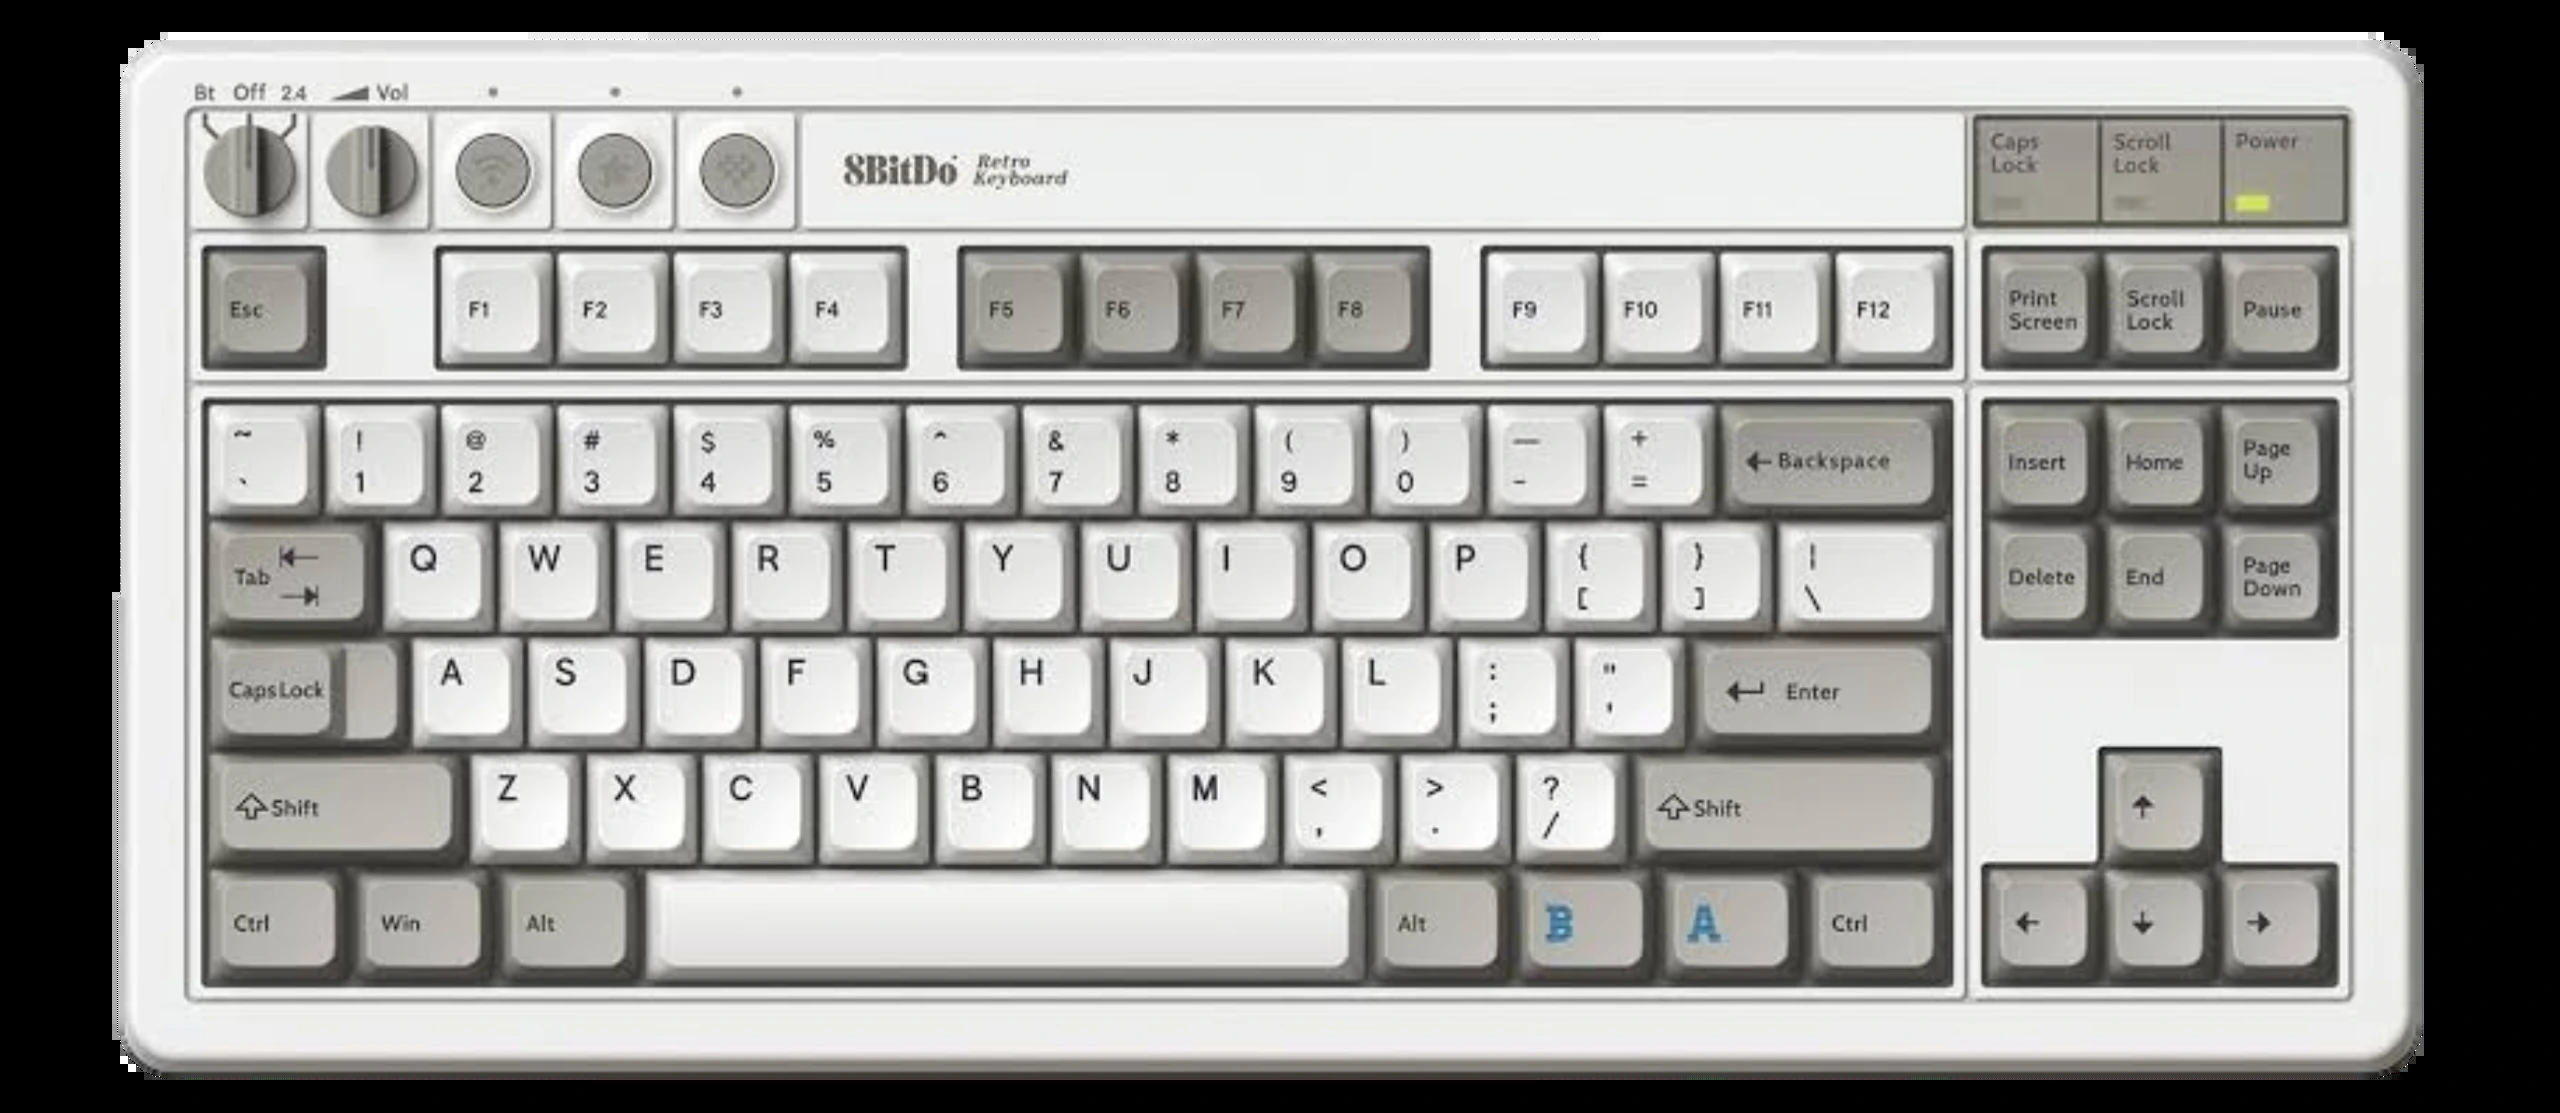 Bt Off 2.4 Vol
8BitDo Retro Keyboard
Caps Lock Scroll Lock Power
Esc F1 F2 F3 F4 F5 F6 F7 F8 F9 F10 F11 F12 Print Screen Scroll Lock Pause
~ ! @ # $ % ^ & * ( ) — +
` 1 2 3 4 5 6 7 8 9 0 - = ←Backspace Insert Home Page Up
Tab Q W E R T Y U I O P { } |
[ ] \ Delete End Page Down
CapsLock A S D F G H J K L : " ↵ Enter
; '
⇧Shift Z X C V B N M < > ? ⇧Shift ↑
, . /
Ctrl Win Alt Alt B A Ctrl ← ↓ →